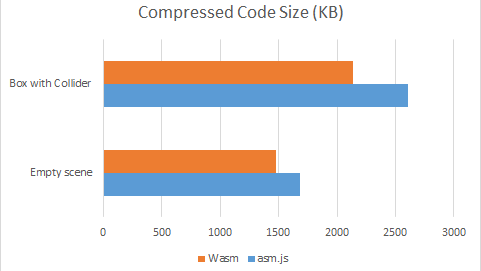 Compressed Code Size (KB)
Box with Collider
Empty scene
0 500 1000 1500 2000 2500 3000
Wasm asm.js